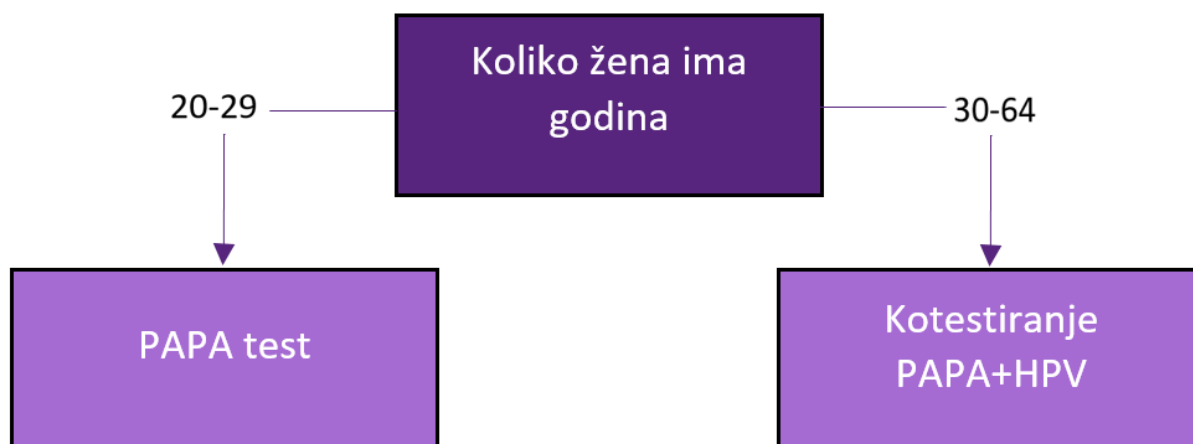 Koliko žena ima
godina
20-29
30-64
PAPA test
Kotestiranje
PAPA+HPV